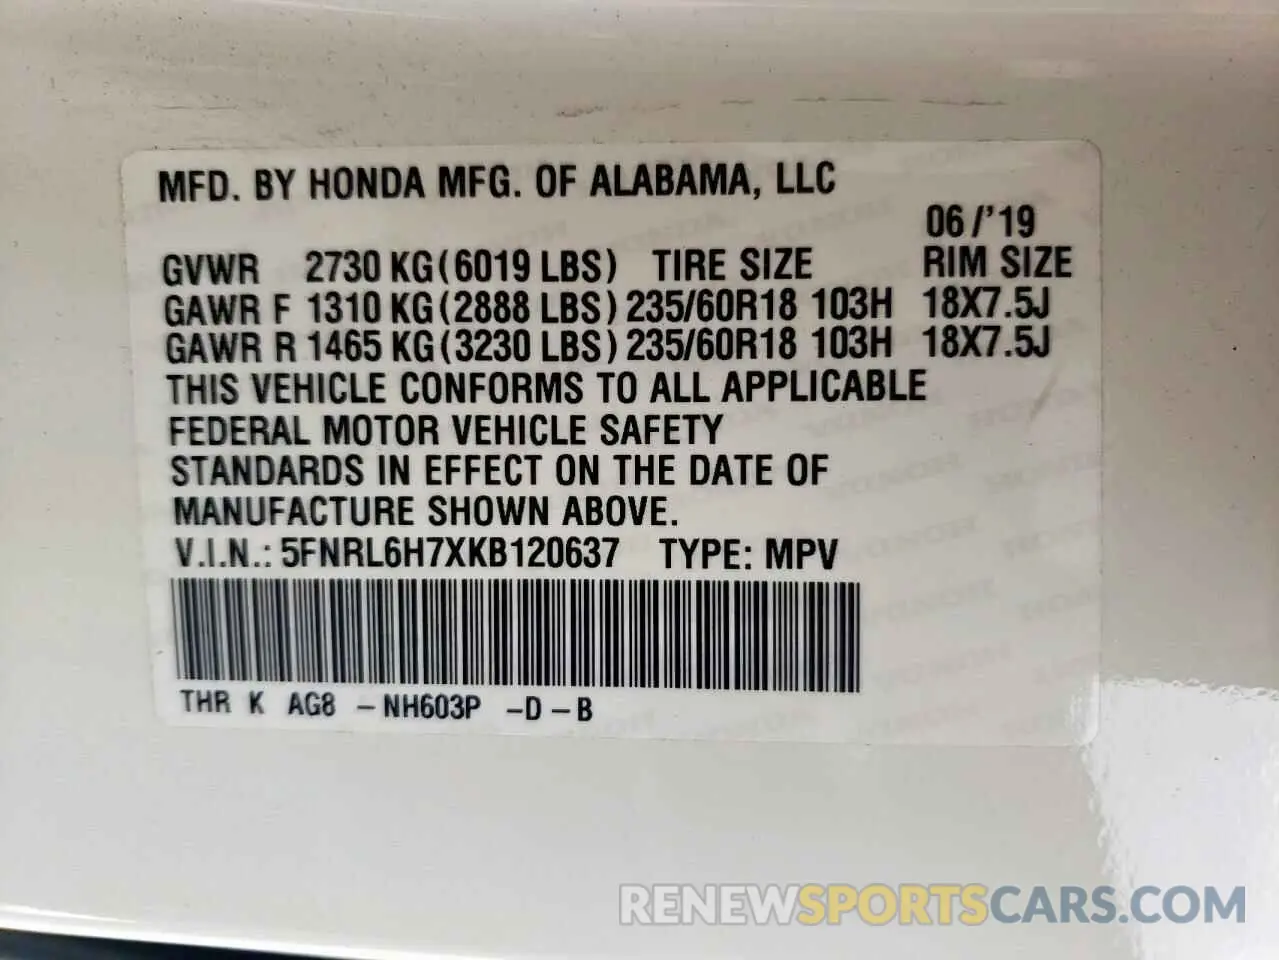 MFD. BY HONDA MFG. OF ALABAMA, LLC
06/'19
GVWR 2730 KG(6019 LBS) TIRE SIZE RIM SIZE
GAWR F 1310 KG(2888 LBS) 235/60R18 103H 18X7.5J
GAWR R 1465 KG(3230 LBS) 235/60R18 103H 18X7.5J
THIS VEHICLE CONFORMS TO ALL APPLICABLE
FEDERAL MOTOR VEHICLE SAFETY
STANDARDS IN EFFECT ON THE DATE OF
MANUFACTURE SHOWN ABOVE.
V.I.N.: 5FNRL6H7XKB120637 TYPE: MPV
THR K AG8 -NH603P -D-B
RENEWSPORTSCARS.COM